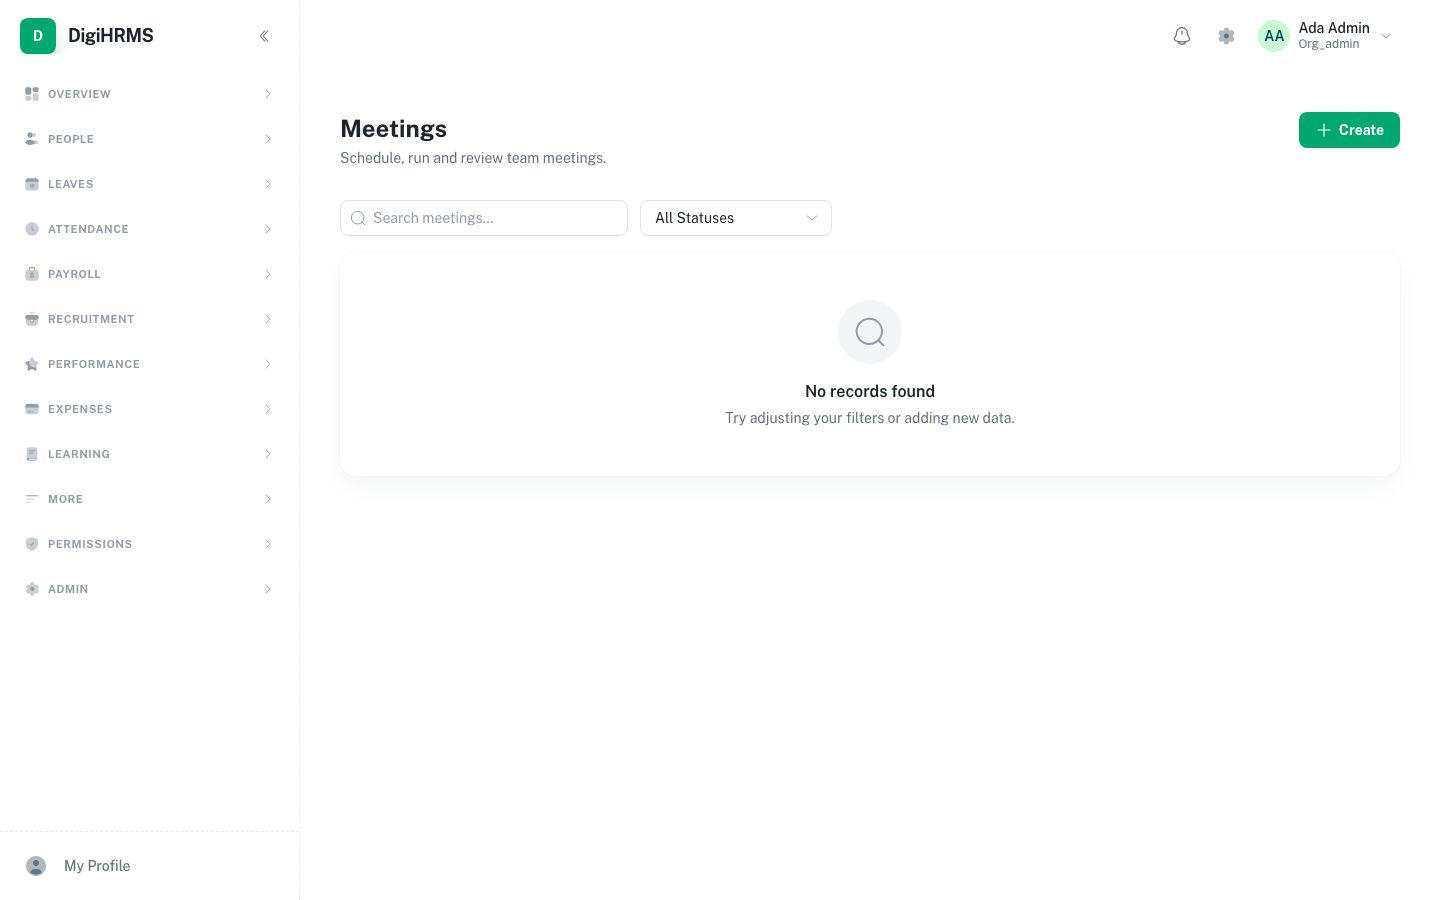 D DigiHRMS
OVERVIEW
PEOPLE
LEAVES
ATTENDANCE
PAYROLL
RECRUITMENT
PERFORMANCE
EXPENSES
LEARNING
MORE
PERMISSIONS
ADMIN
My Profile
AA Ada Admin
Org_admin
Meetings
Schedule, run and review team meetings.
Create
Search meetings...
All Statuses
No records found
Try adjusting your filters or adding new data.